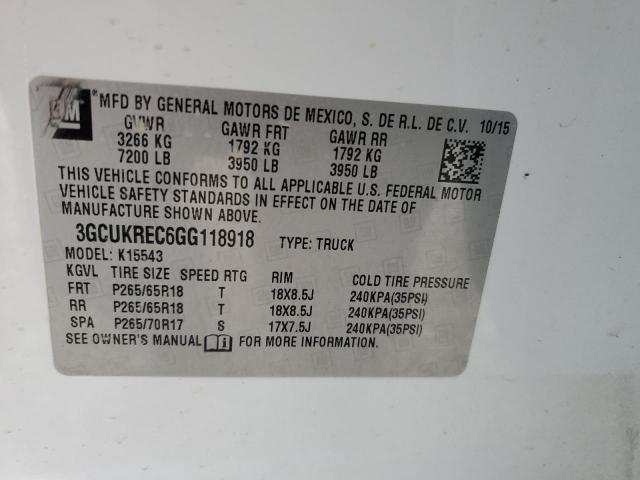 GM ® MFD BY GENERAL MOTORS DE MEXICO, S. DE R.L. DE C.V. 10/15
GVWR GAWR FRT GAWR RR
3266 KG 1792 KG 1792 KG
7200 LB 3950 LB 3950 LB
THIS VEHICLE CONFORMS TO ALL APPLICABLE U.S. FEDERAL MOTOR
VEHICLE SAFETY STANDARDS IN EFFECT ON THE DATE OF
MANUFACTURE SHOWN ABOVE.
3GCUKREC6GG118918 TYPE: TRUCK
MODEL: K15543
KGVL TIRE SIZE SPEED RTG RIM COLD TIRE PRESSURE
FRT P265/65R18 T 18X8.5J 240KPA(35PSI)
RR P265/65R18 T 18X8.5J 240KPA(35PSI)
SPA P265/70R17 S 17X7.5J 240KPA(35PSI)
SEE OWNER'S MANUAL FOR MORE INFORMATION.